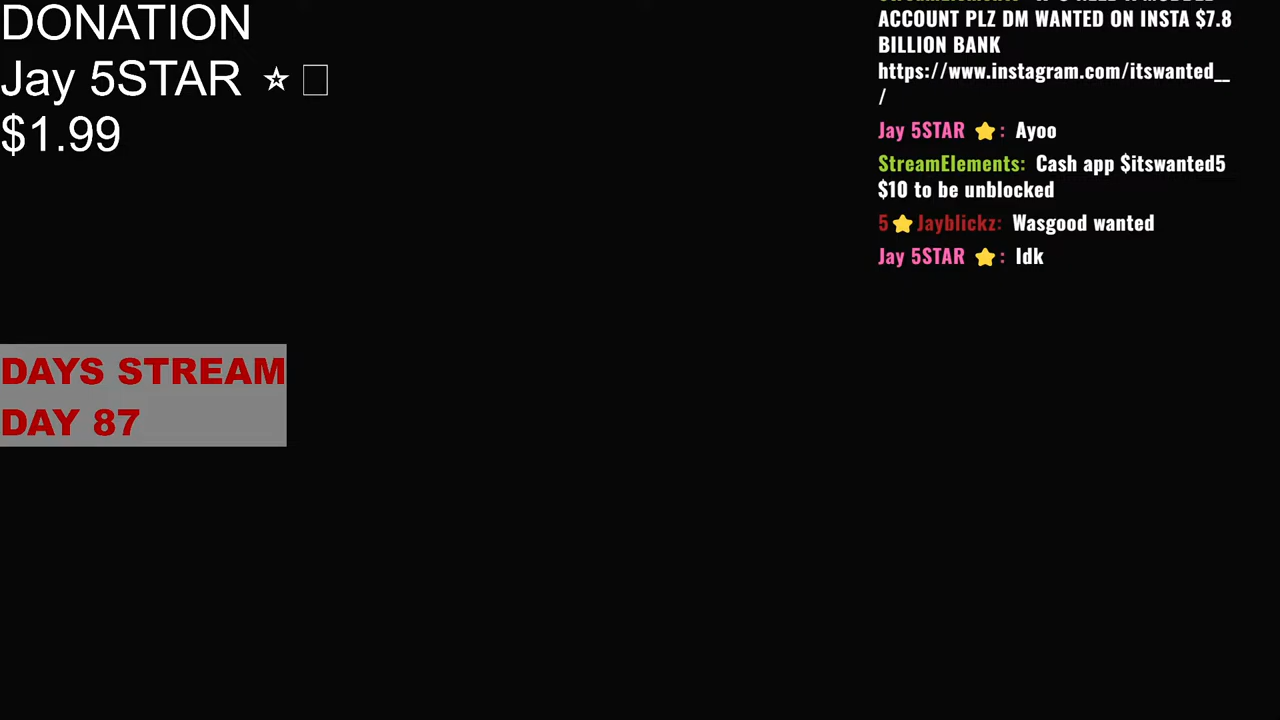 DONATION
Jay 5STAR ⭐
$1.99
DAYS STREAM
DAY 87
ACCOUNT PLZ DM WANTED ON INSTA $7.8
BILLION BANK
https://www.instagram.com/itswanted__
/
Jay 5STAR ⭐: Ayoo
StreamElements: Cash app $itswanted5
$10 to be unblocked
5⭐Jayblickz: Wasgood wanted
Jay 5STAR ⭐: Idk